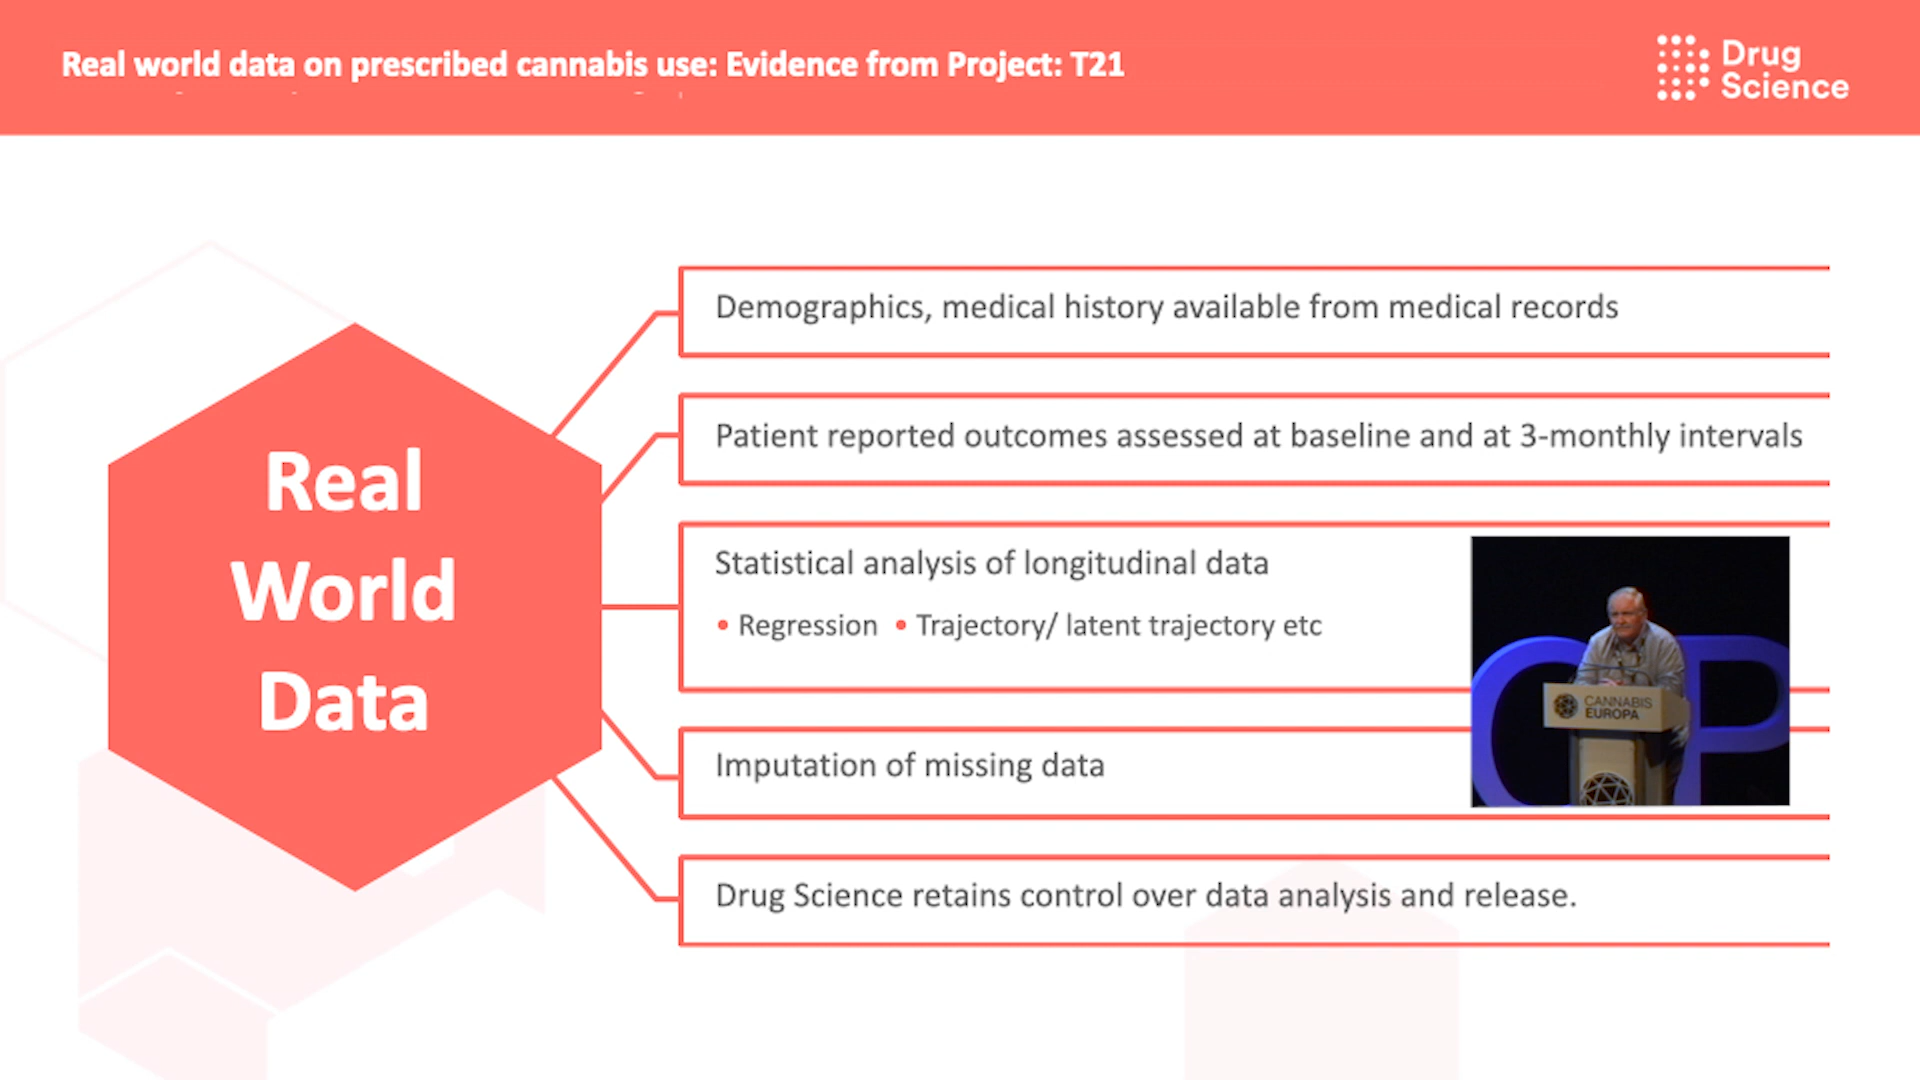 Real world data on prescribed cannabis use: Evidence from Project: T21
Drug
Science
Real
World
Data
Demographics, medical history available from medical records
Patient reported outcomes assessed at baseline and at 3-monthly intervals
Statistical analysis of longitudinal data
• Regression • Trajectory/ latent trajectory etc
Imputation of missing data
Drug Science retains control over data analysis and release.
CANNABIS
EUROPA
CP